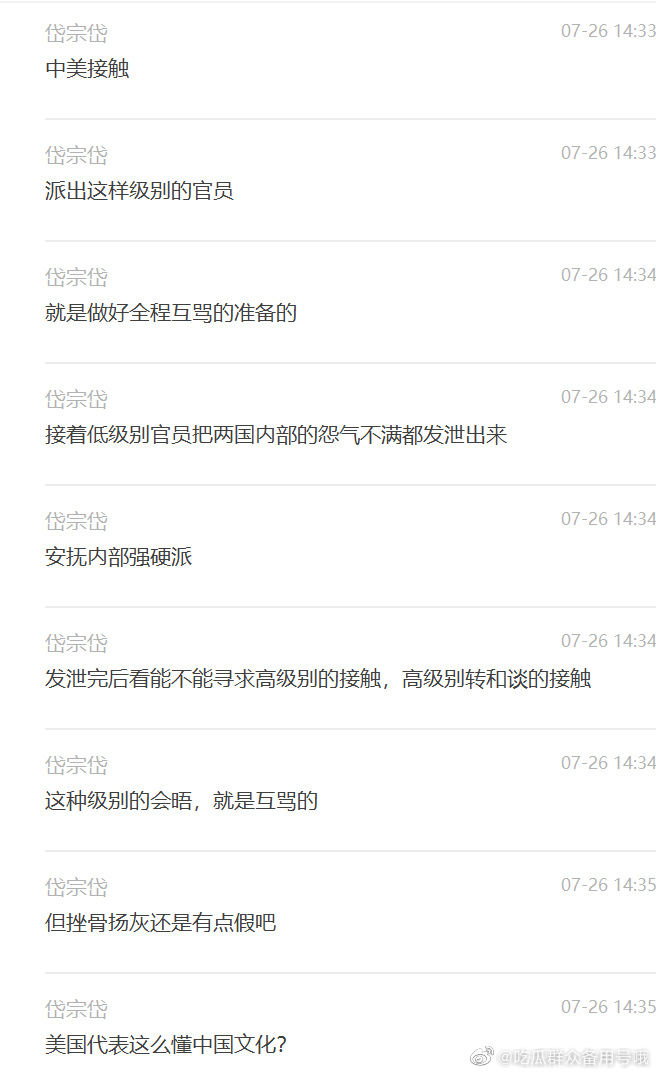 岱宗岱 07-26 14:33
中美接触
岱宗岱 07-26 14:33
派出这样级别的官员
岱宗岱 07-26 14:34
就是做好全程互骂的准备的
岱宗岱 07-26 14:34
接着低级别官员把两国内部的怨气不满都发泄出来
岱宗岱 07-26 14:34
安抚内部强硬派
岱宗岱 07-26 14:34
发泄完后看能不能寻求高级别的接触，高级别转和谈的接触
岱宗岱 07-26 14:34
这种级别的会晤，就是互骂的
岱宗岱 07-26 14:35
但挫骨扬灰还是有点假吧
岱宗岱 07-26 14:35
美国代表这么懂中国文化?
@吃瓜群众备用号哦